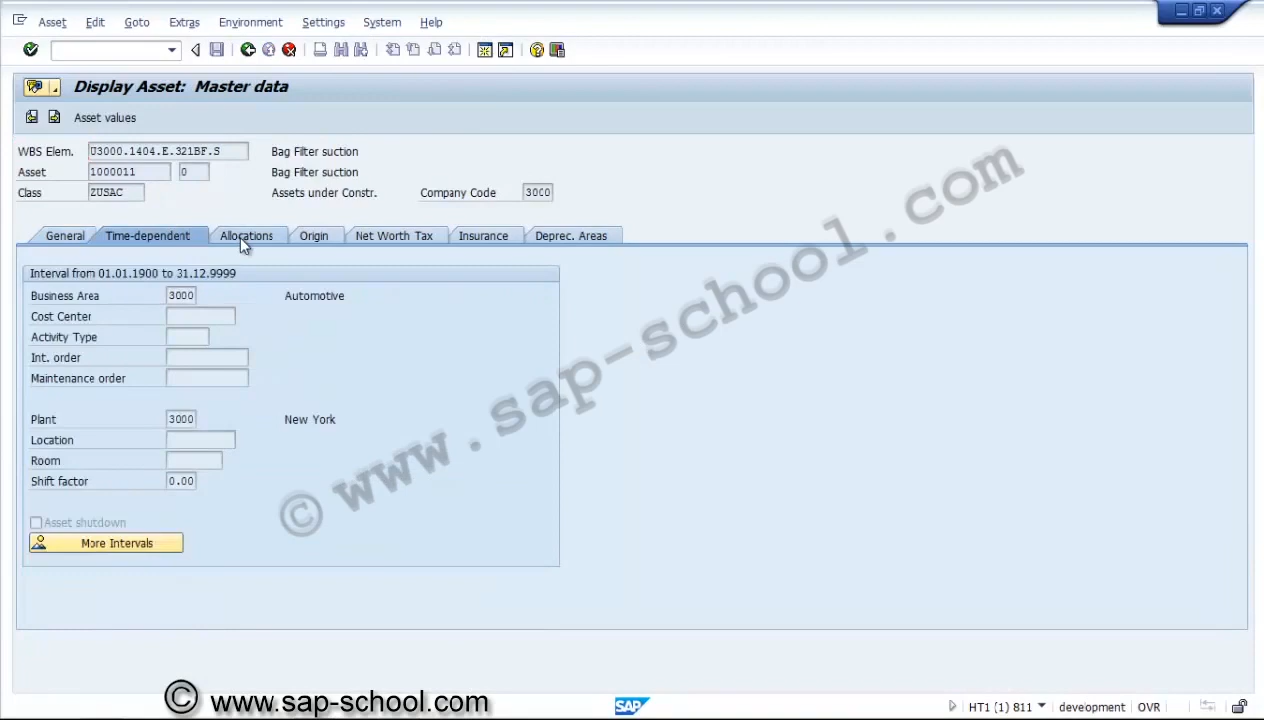 Asset Edit Goto Extras Environment Settings System Help
Display Asset: Master data
Asset values
WBS Elem. U3000.1404.E.321BF.S Bag Filter suction
Asset 1000011 0 Bag Filter suction
Class ZUSAC Assets under Constr. Company Code 3000
General Time-dependent Allocations Origin Net Worth Tax Insurance Deprec. Areas
Interval from 01.01.1900 to 31.12.9999
Business Area 3000 Automotive
Cost Center
Activity Type
Int. order
Maintenance order
Plant 3000 New York
Location
Room
Shift factor 0.00
Asset shutdown
More Intervals
© www.sap-school.com
© www.sap-school.com
SAP
HT1 (1) 811 development OVR